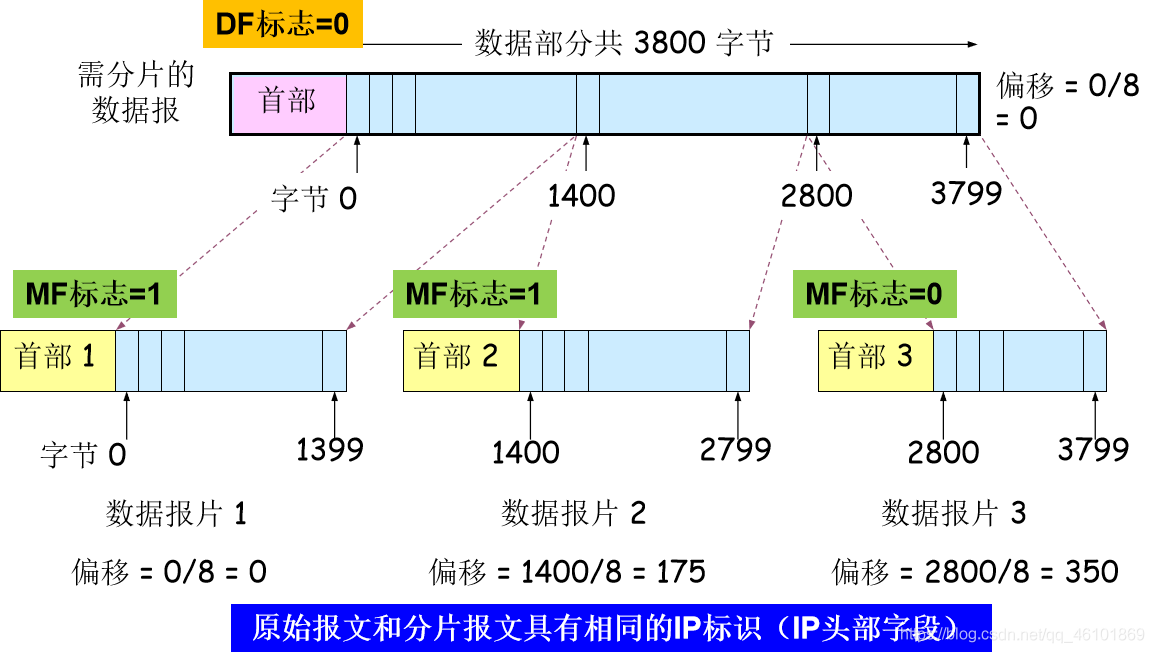 DF标志=0
数据部分共 3800 字节
需分片的
数据报
首部
偏移 = 0/8
= 0
字节 0
1400
2800
3799
MF标志=1
MF标志=1
MF标志=0
首部 1
首部 2
首部 3
字节 0
1399
1400
2799
2800
3799
数据报片 1
数据报片 2
数据报片 3
偏移 = 0/8 = 0
偏移 = 1400/8 = 175
偏移 = 2800/8 = 350
原始报文和分片报文具有相同的IP标识（IP头部字段）
https://blog.csdn.net/qq_46101869